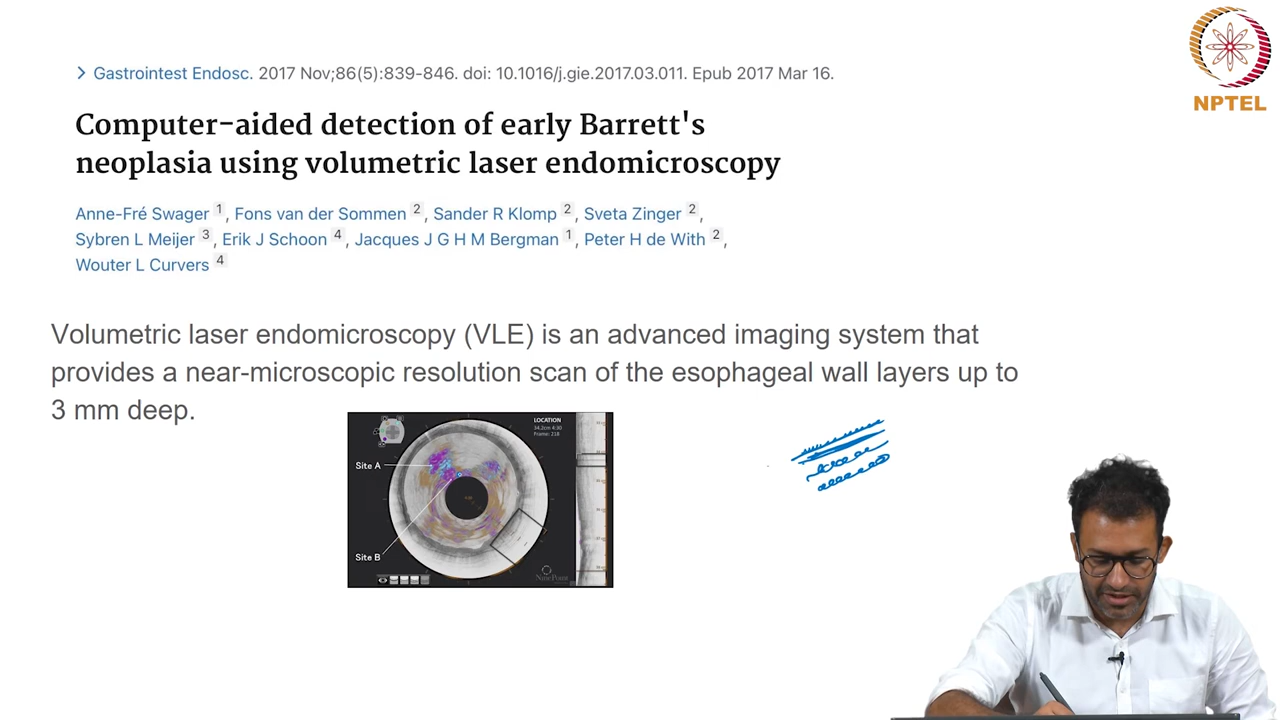 > Gastrointest Endosc. 2017 Nov;86(5):839-846. doi: 10.1016/j.gie.2017.03.011. Epub 2017 Mar 16.
NPTEL
Computer-aided detection of early Barrett's
neoplasia using volumetric laser endomicroscopy
Anne-Fré Swager 1, Fons van der Sommen 2, Sander R Klomp 2, Sveta Zinger 2,
Sybren L Meijer 3, Erik J Schoon 4, Jacques J G H M Bergman 1, Peter H de With 2,
Wouter L Curvers 4
Volumetric laser endomicroscopy (VLE) is an advanced imaging system that
provides a near-microscopic resolution scan of the esophageal wall layers up to
3 mm deep.
LOCATION
Frame: 218
Site A
Site B
NinePoint